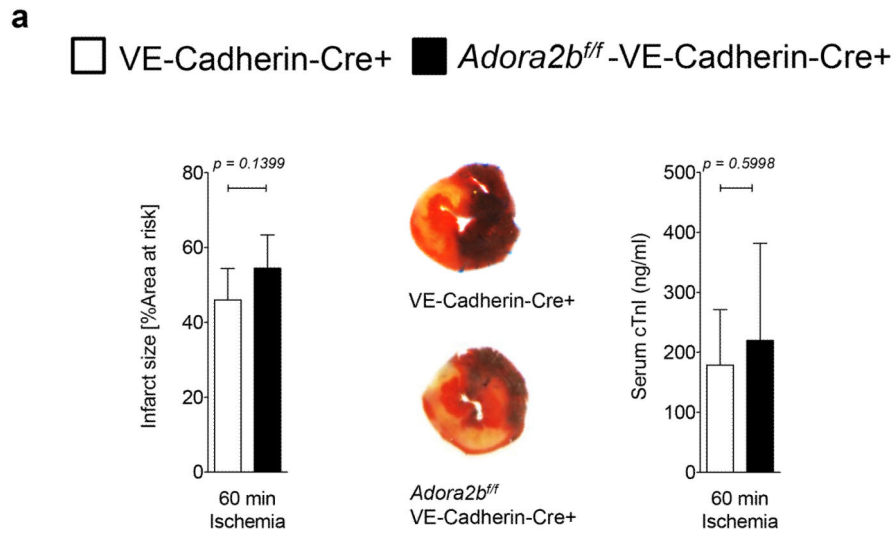 a
VE-Cadherin-Cre+ Adora2b^f/f -VE-Cadherin-Cre+
p = 0.1399
80
60
40
20
0
Infarct size [%Area at risk]
60 min
Ischemia
VE-Cadherin-Cre+
Adora2b^f/f
VE-Cadherin-Cre+
p = 0.5998
500
400
300
200
100
0
Serum cTnI (ng/ml)
60 min
Ischemia